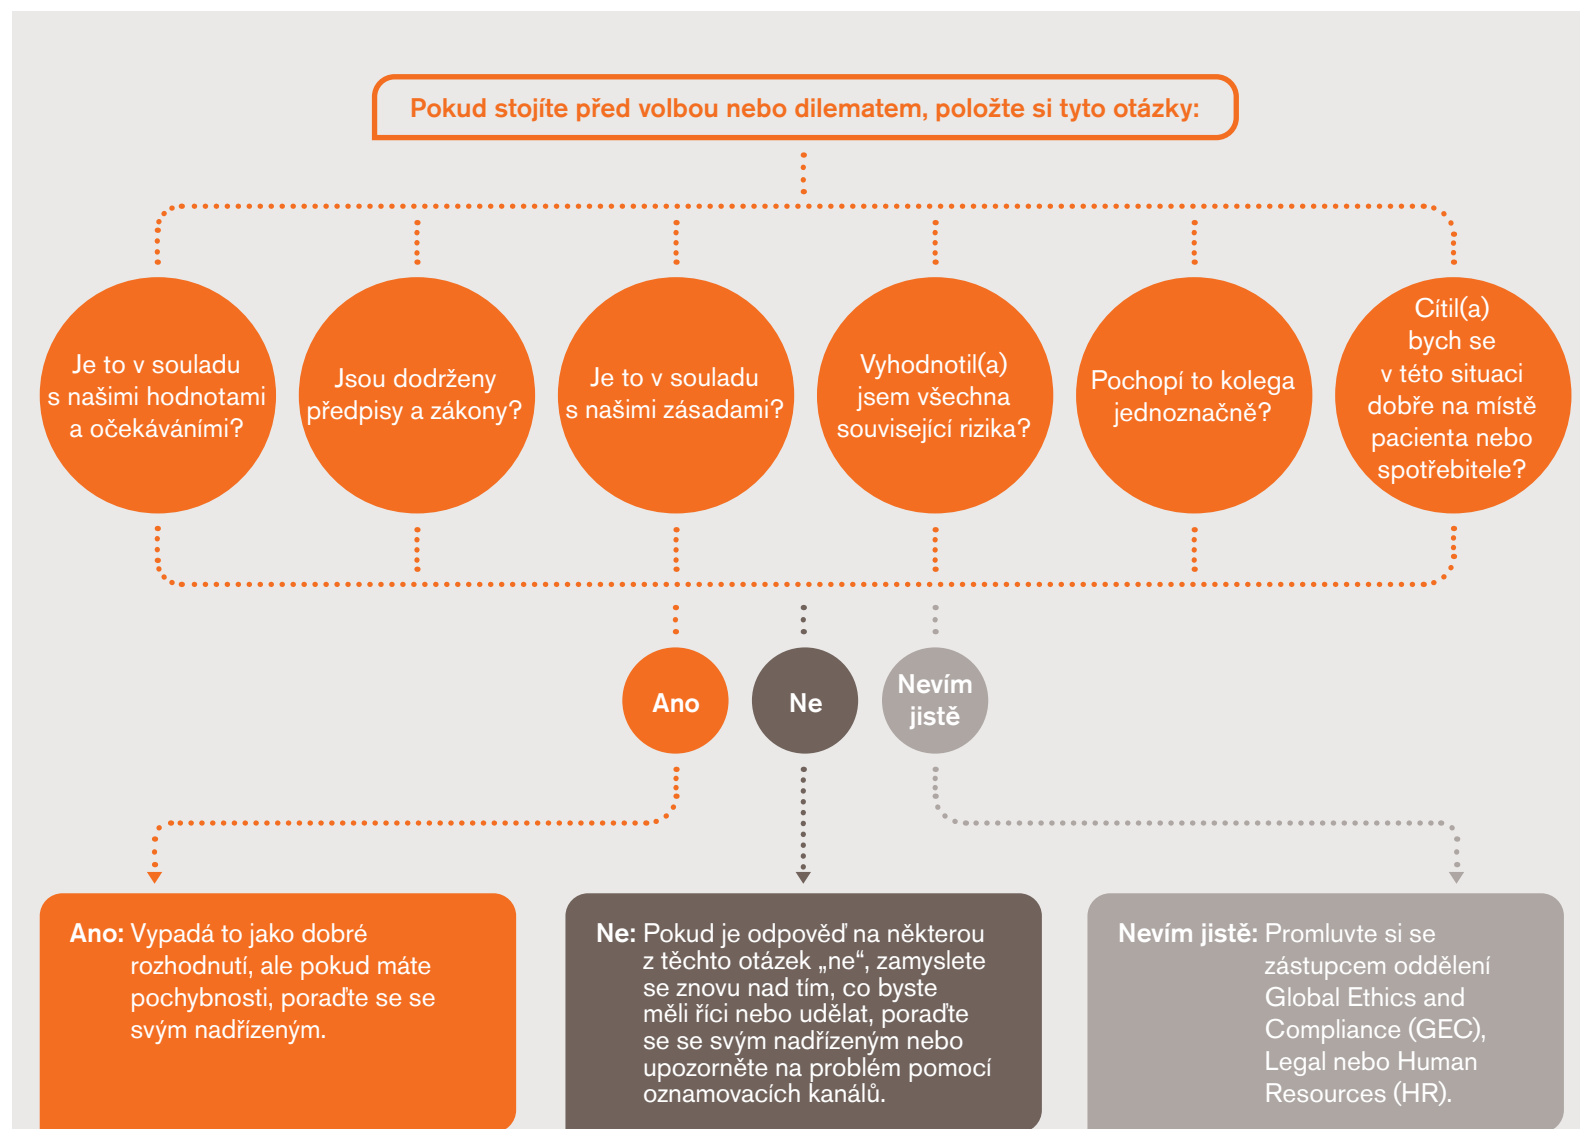 Pokud stojíte před volbou nebo dilematem, položte si tyto otázky:
Je to v souladu
s našimi hodnotami
a očekáváními?
Jsou dodrženy
předpisy a zákony?
Je to v souladu
s našimi zásadami?
Vyhodnotil(a)
jsem všechna
související rizika?
Pochopí to kolega
jednoznačně?
Cítil(a)
bych se
v této situaci
dobře na místě
pacienta nebo
spotřebitele?
Ano
Ne
Nevím
jistě
Ano: Vypadá to jako dobré
rozhodnutí, ale pokud máte
pochybnosti, poraďte se se
svým nadřízeným.
Ne: Pokud je odpověď na některou
z těchto otázek „ne“, zamyslete
se znovu nad tím, co byste
měli říci nebo udělat, poraďte
se se svým nadřízeným nebo
upozorněte na problém pomocí
oznamovacích kanálů.
Nevím jistě: Promluvte si se
zástupcem oddělení
Global Ethics and
Compliance (GEC),
Legal nebo Human
Resources (HR).